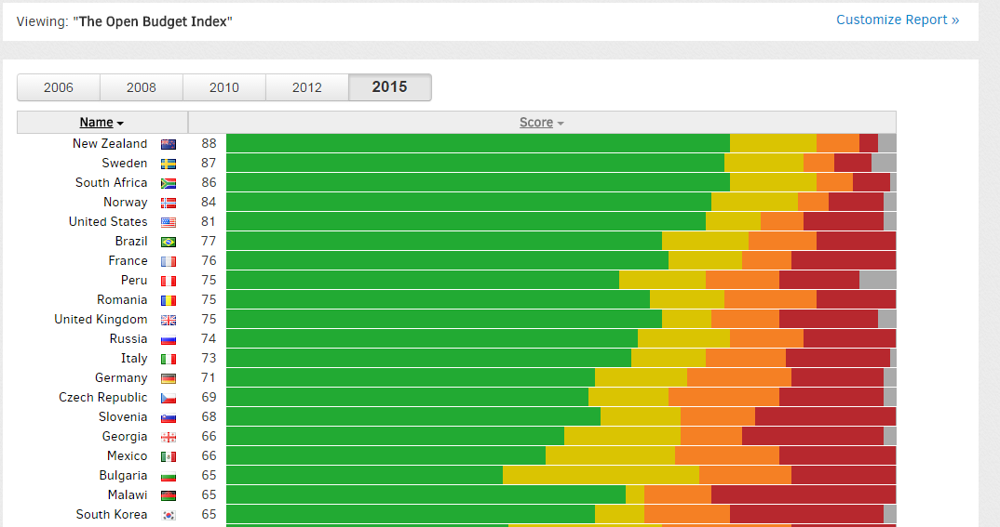 Viewing: "The Open Budget Index"
Customize Report »
2006 2008 2010 2012 2015
Name Score
New Zealand 88
Sweden 87
South Africa 86
Norway 84
United States 81
Brazil 77
France 76
Peru 75
Romania 75
United Kingdom 75
Russia 74
Italy 73
Germany 71
Czech Republic 69
Slovenia 68
Georgia 66
Mexico 66
Bulgaria 65
Malawi 65
South Korea 65